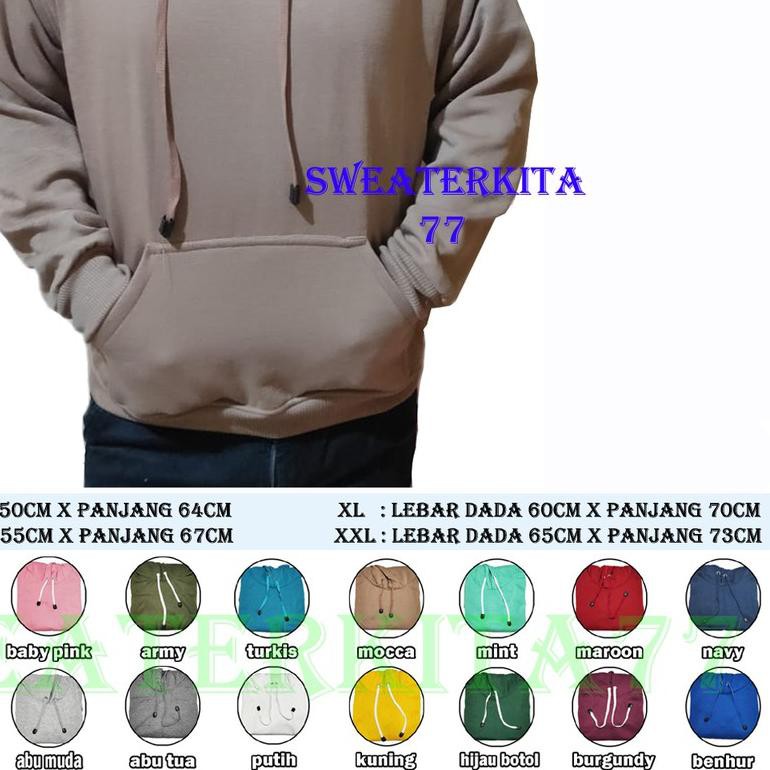 SWEATERKITA
77
50CM X PANJANG 64CM
XL : LEBAR DADA 60CM X PANJANG 70CM
55CM X PANJANG 67CM
XXL : LEBAR DADA 65CM X PANJANG 73CM
baby pink army turkis mocca mint maroon navy
EATERKITA77
abu muda abu tua putih kuning hijau botol burgundy benhur